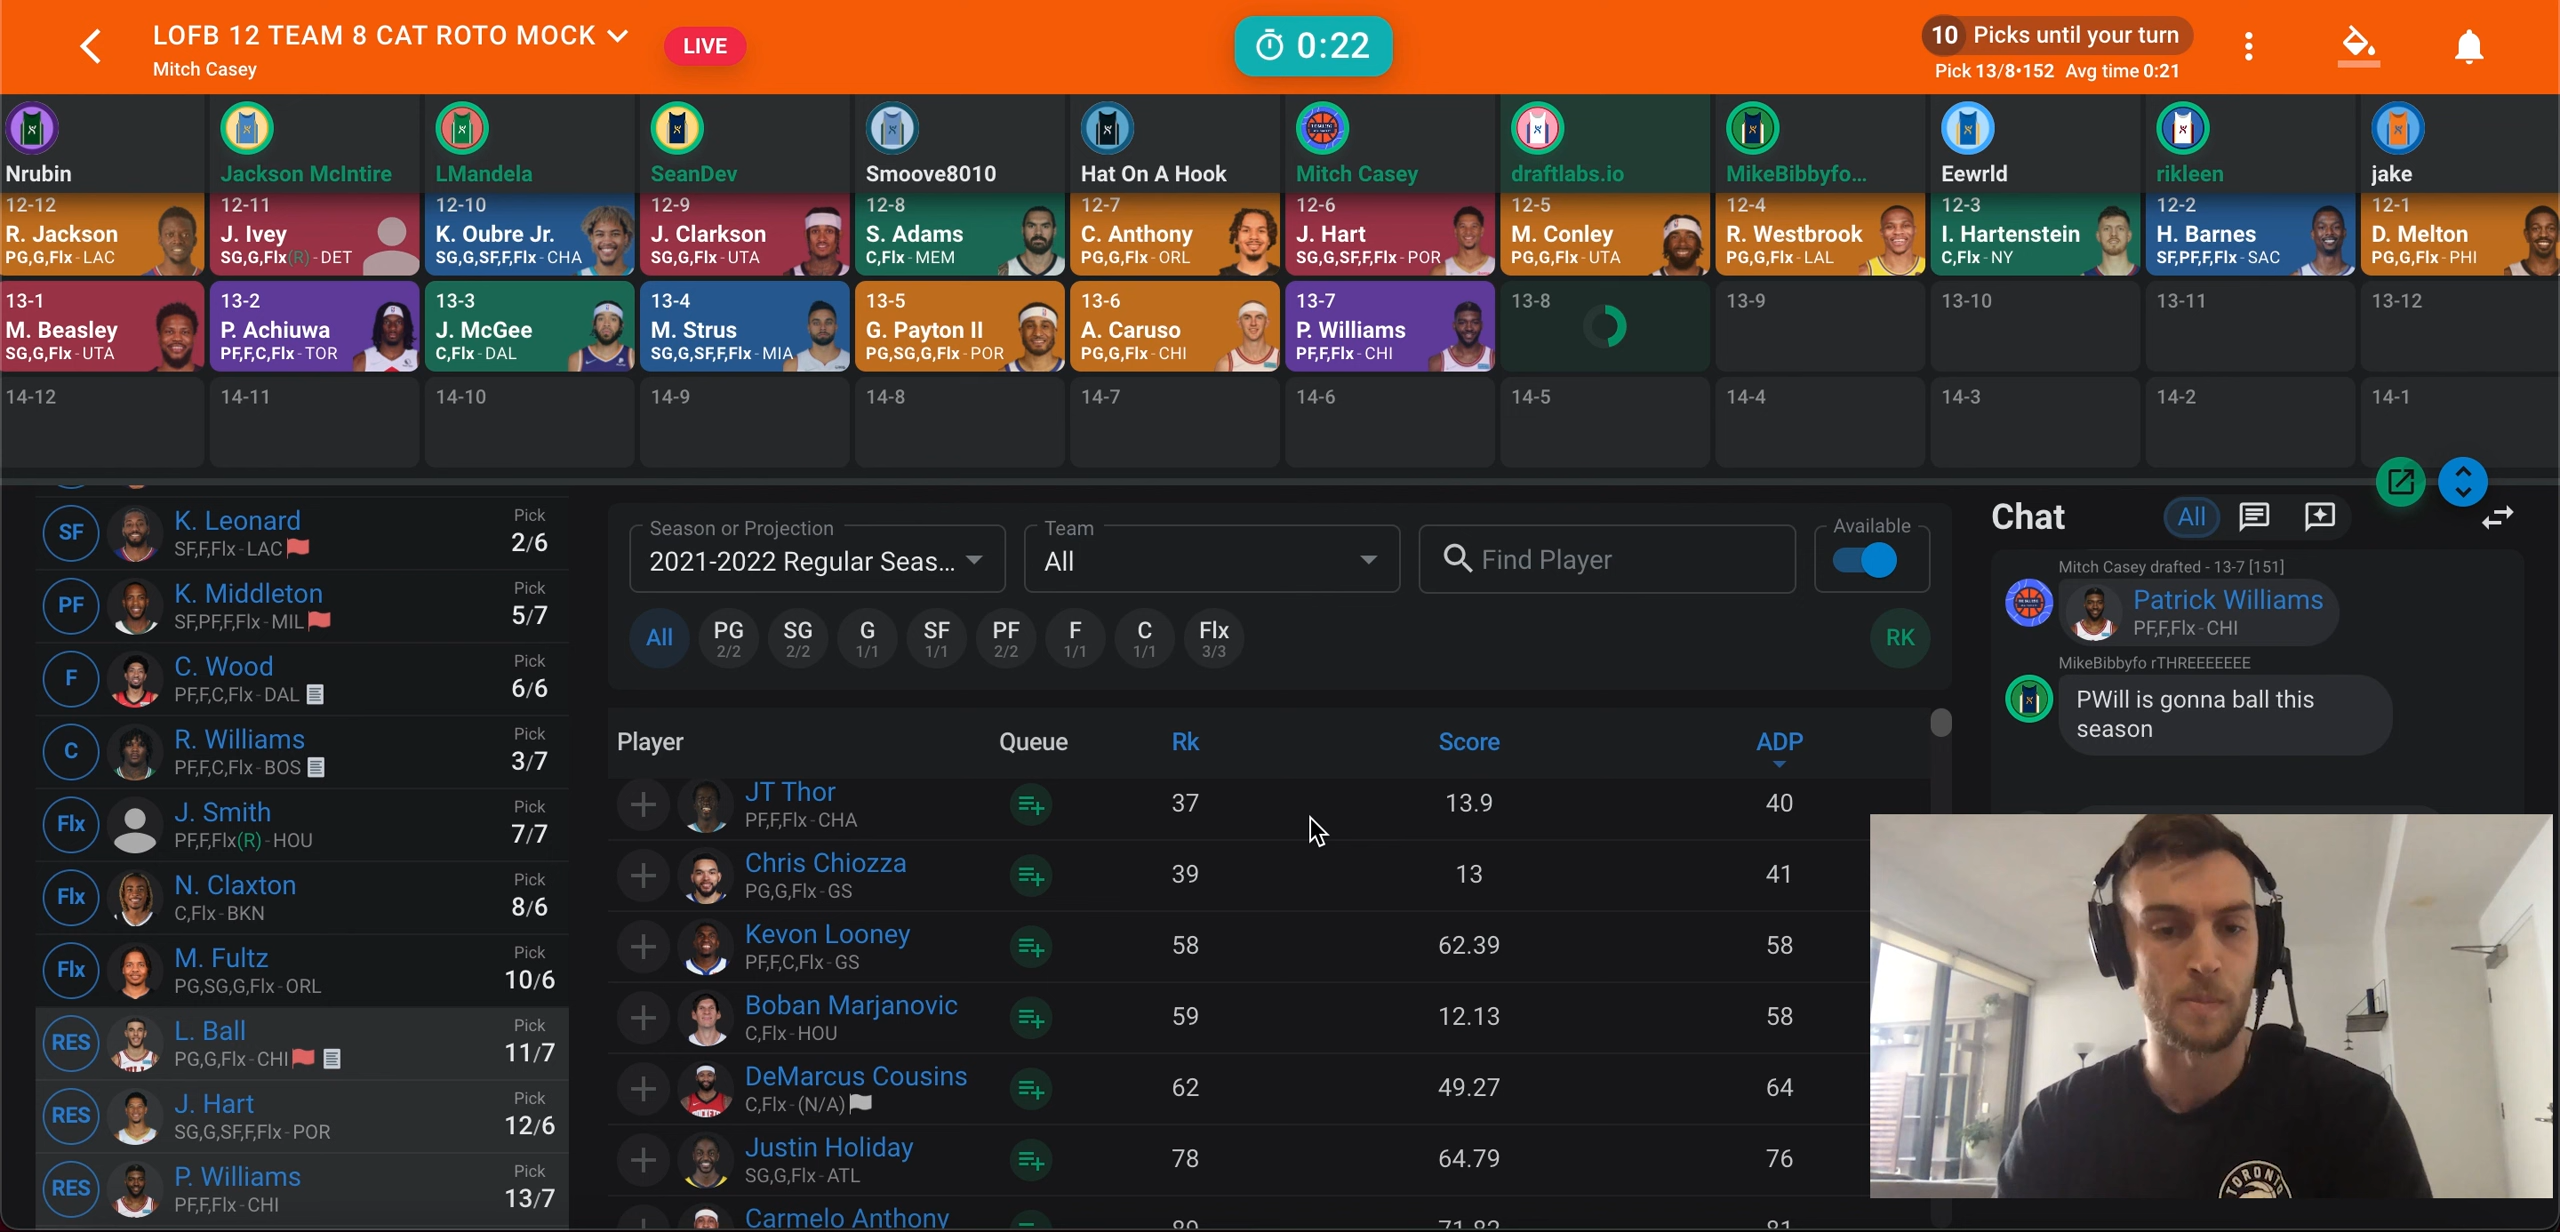 LOFB 12 TEAM 8 CAT ROTO MOCK
Mitch Casey
LIVE
0:22
10 Picks until your turn
Pick 13/8•152 Avg time 0:21
Nrubin
Jackson McIntire
LMandela
SeanDev
Smoove8010
Hat On A Hook
Mitch Casey
draftlabs.io
MikeBibbyfo...
Eewrld
rikleen
jake
12-12
R. Jackson
PG,G,Flx - LAC
12-11
J. Ivey
SG,G,Flx(R) - DET
12-10
K. Oubre Jr.
SG,G,SF,F,Flx - CHA
12-9
J. Clarkson
SG,G,Flx - UTA
12-8
S. Adams
C,Flx - MEM
12-7
C. Anthony
PG,G,Flx - ORL
12-6
J. Hart
SG,G,SF,F,Flx - POR
12-5
M. Conley
PG,G,Flx - UTA
12-4
R. Westbrook
PG,G,Flx - LAL
12-3
I. Hartenstein
C,Flx - NY
12-2
H. Barnes
SF,PF,F,Flx - SAC
12-1
D. Melton
PG,G,Flx - PHI
13-1
M. Beasley
SG,G,Flx - UTA
13-2
P. Achiuwa
PF,F,C,Flx - TOR
13-3
J. McGee
C,Flx - DAL
13-4
M. Strus
SG,G,SF,F,Flx - MIA
13-5
G. Payton II
PG,SG,G,Flx - POR
13-6
A. Caruso
PG,G,Flx - CHI
13-7
P. Williams
PF,F,Flx - CHI
13-8
13-9
13-10
13-11
13-12
14-12
14-11
14-10
14-9
14-8
14-7
14-6
14-5
14-4
14-3
14-2
14-1
SF
K. Leonard
SF,F,Flx - LAC
Pick
2/6
PF
K. Middleton
SF,PF,F,Flx - MIL
Pick
5/7
F
C. Wood
PF,F,C,Flx - DAL
Pick
6/6
C
R. Williams
PF,F,C,Flx - BOS
Pick
3/7
Flx
J. Smith
PF,F,Flx(R) - HOU
Pick
7/7
Flx
N. Claxton
C,Flx - BKN
Pick
8/6
Flx
M. Fultz
PG,SG,G,Flx - ORL
Pick
10/6
RES
L. Ball
PG,G,Flx - CHI
Pick
11/7
RES
J. Hart
SG,G,SF,F,Flx - POR
Pick
12/6
RES
P. Williams
PF,F,Flx - CHI
Pick
13/7
Season or Projection
2021-2022 Regular Seas...
Team
All
Find Player
Available
All
PG
2/2
SG
2/2
G
1/1
SF
1/1
PF
2/2
F
1/1
C
1/1
Flx
3/3
RK
Player Queue Rk Score ADP
JT Thor
PF,F,Flx - CHA
37 13.9 40
Chris Chiozza
PG,G,Flx - GS
39 13 41
Kevon Looney
PF,F,C,Flx - GS
58 62.39 58
Boban Marjanovic
C,Flx - HOU
59 12.13 58
DeMarcus Cousins
C,Flx - (N/A)
62 49.27 64
Justin Holiday
SG,G,Flx - ATL
78 64.79 76
Carmelo Anthony
Chat
All
Mitch Casey drafted - 13-7 [151]
Patrick Williams
PF,F,Flx - CHI
MikeBibbyfo rTHREEEEEEE
PWill is gonna ball this
season
TORONTO